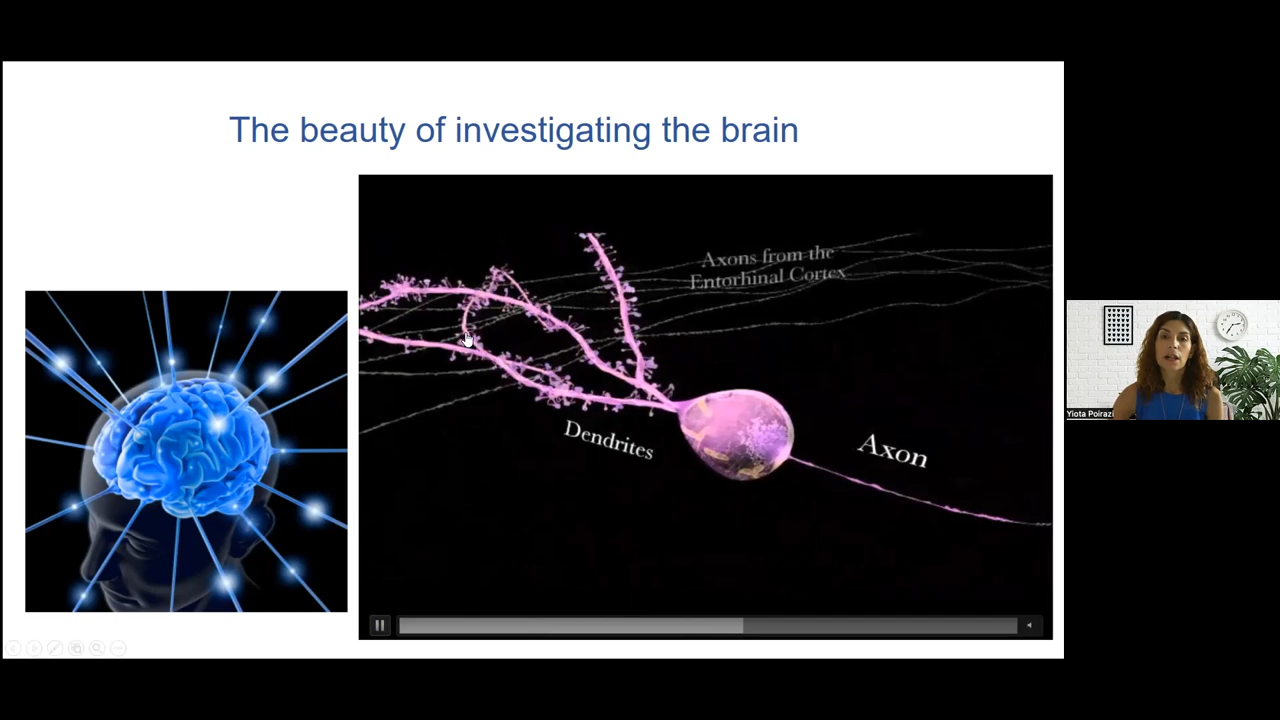 The beauty of investigating the brain
Axons from the
Entorhinal Cortex
Dendrites
Axon
Yiota Poirazi